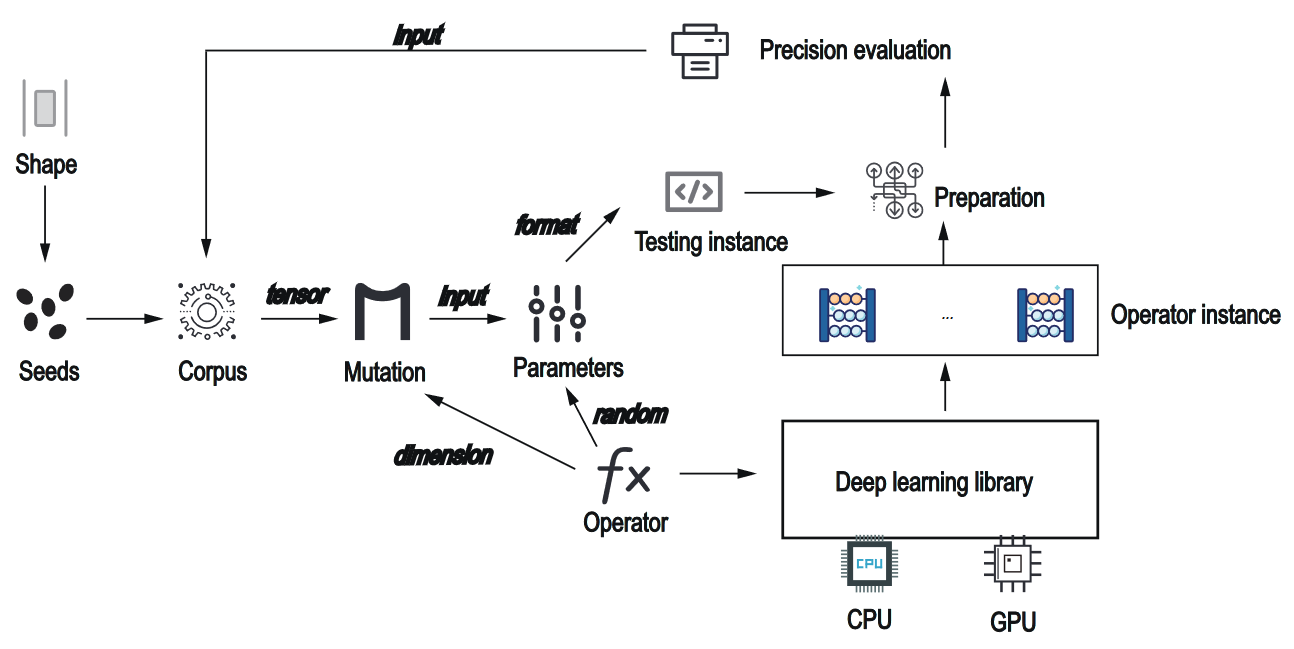 Input
Precision evaluation
Shape
format
Testing instance
Preparation
tensor
Input
Operator instance
...
Seeds
Corpus
Mutation
Parameters
random
dimension
Operator
Deep learning library
CPU
CPU
GPU